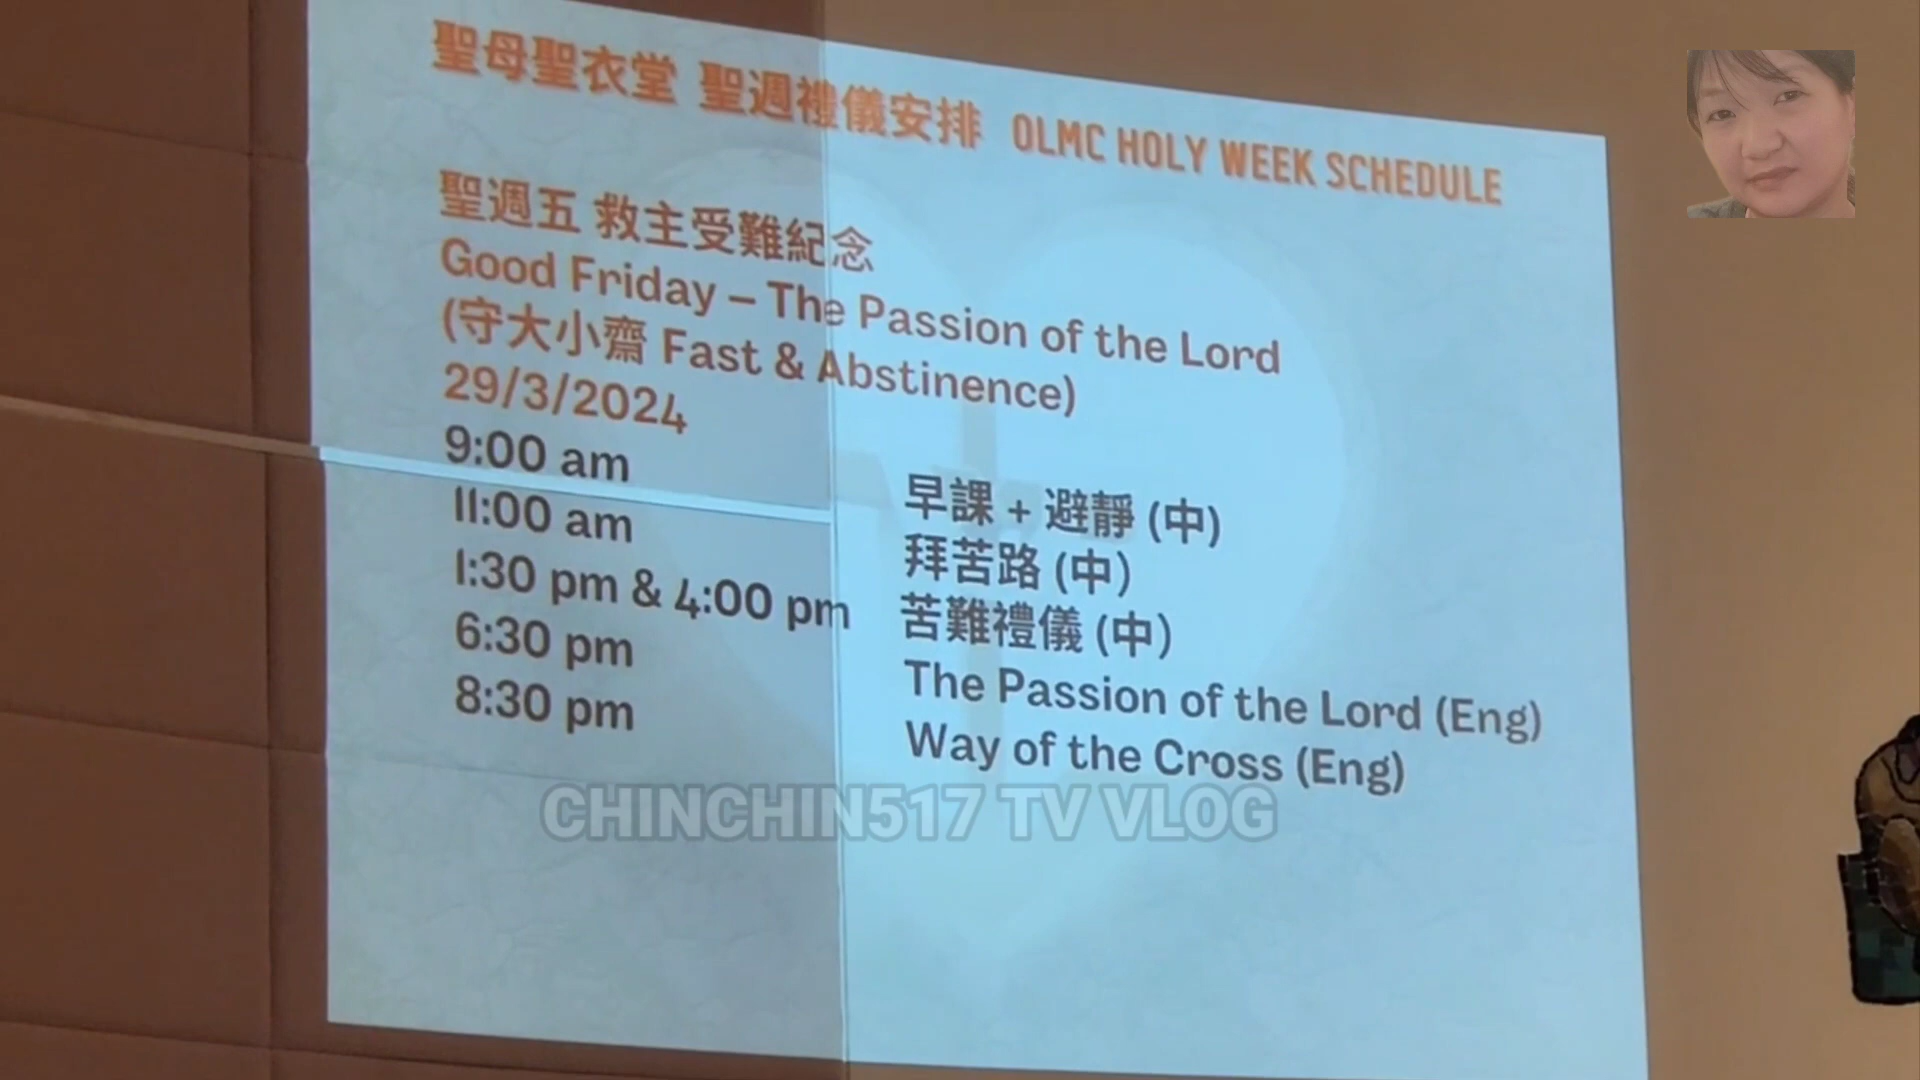 聖母聖衣堂 聖週禮儀安排 OLMC HOLY WEEK SCHEDULE
聖週五 救主受難紀念
Good Friday – The Passion of the Lord
(守大小齋 Fast & Abstinence)
29/3/2024
9:00 am 早課 + 避靜 (中)
11:00 am 拜苦路 (中)
1:30 pm & 4:00 pm 苦難禮儀 (中)
6:30 pm The Passion of the Lord (Eng)
8:30 pm Way of the Cross (Eng)
CHINCHIN517 TV VLOG